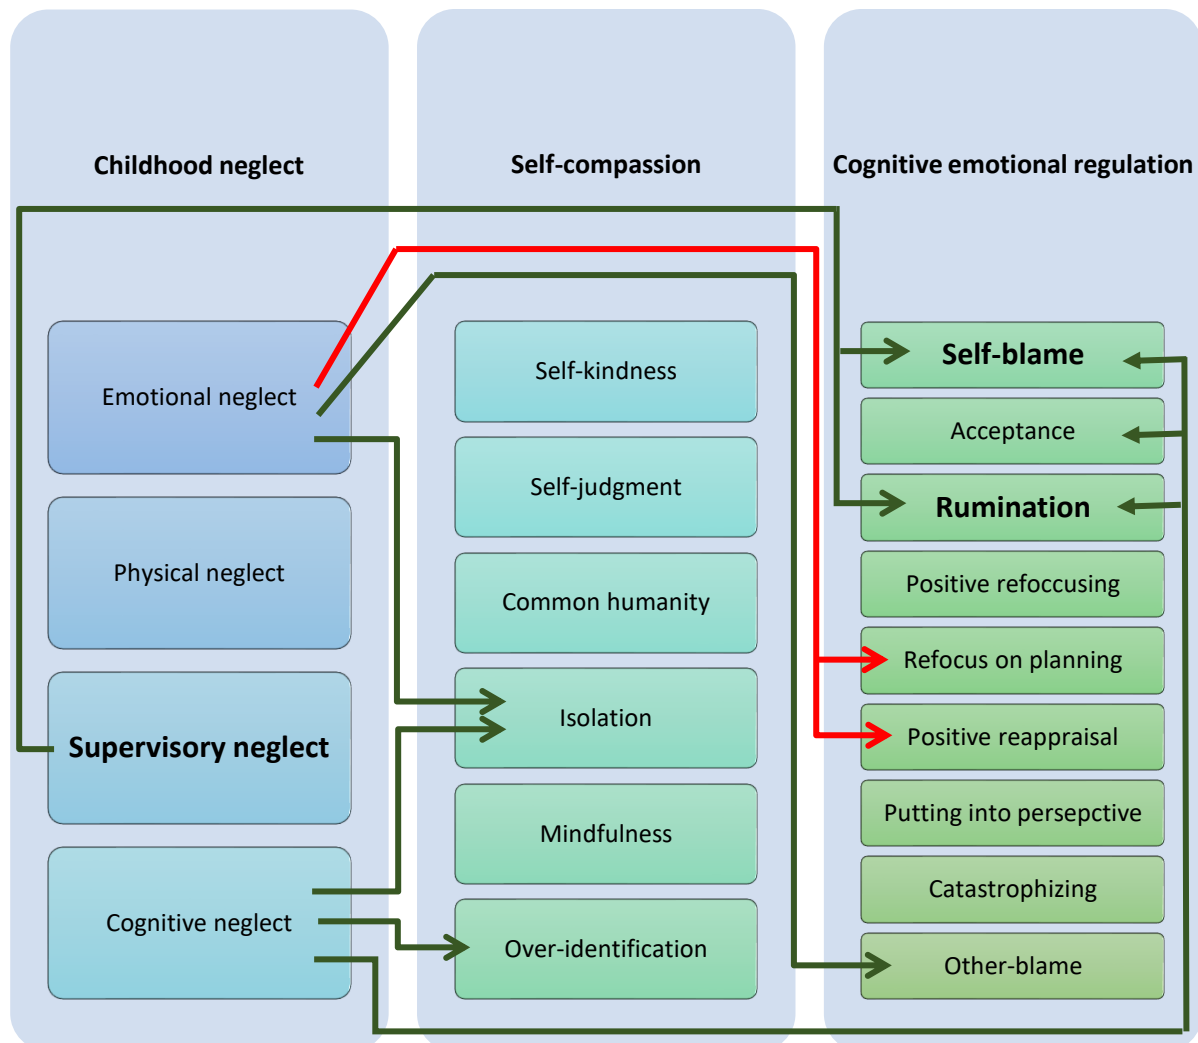 Childhood neglect
Emotional neglect
Physical neglect
Supervisory neglect
Cognitive neglect
Self-compassion
Self-kindness
Self-judgment
Common humanity
Isolation
Mindfulness
Over-identification
Cognitive emotional regulation
Self-blame
Acceptance
Rumination
Positive refoccusing
Refocus on planning
Positive reappraisal
Putting into persepctive
Catastrophizing
Other-blame